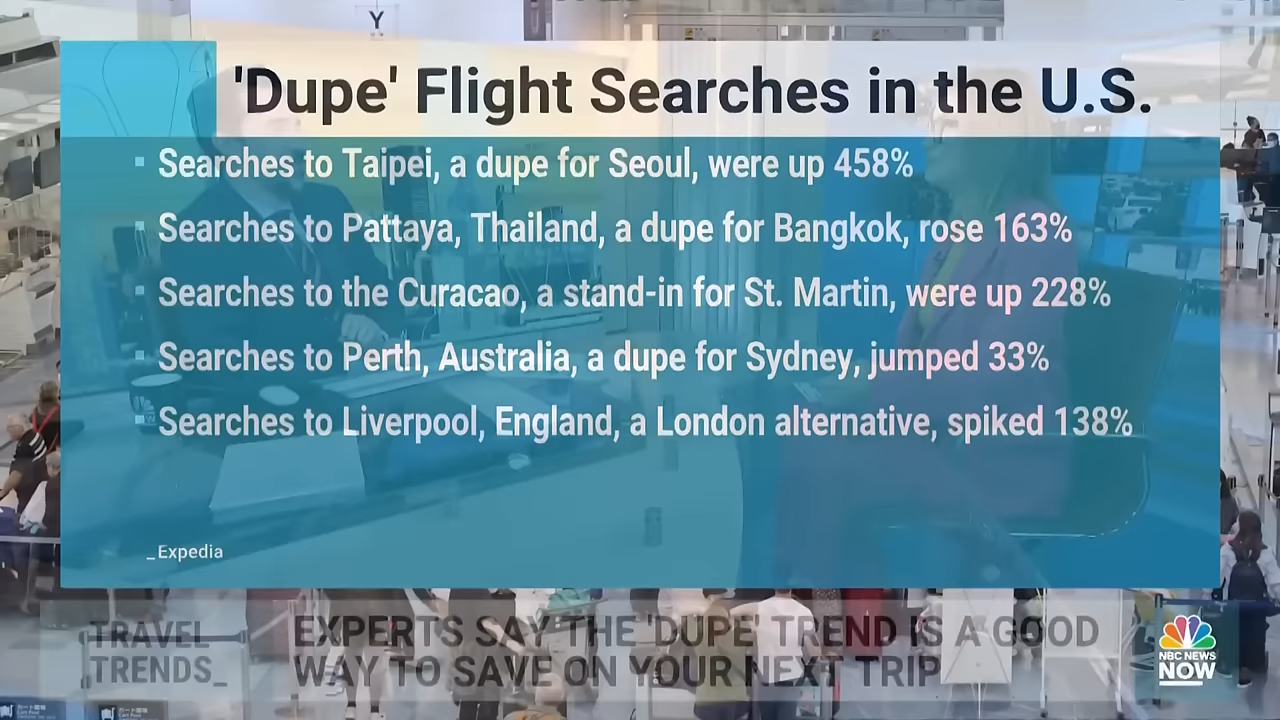 Y
'Dupe' Flight Searches in the U.S.
Searches to Taipei, a dupe for Seoul, were up 458%
Searches to Pattaya, Thailand, a dupe for Bangkok, rose 163%
Searches to the Curacao, a stand-in for St. Martin, were up 228%
Searches to Perth, Australia, a dupe for Sydney, jumped 33%
Searches to Liverpool, England, a London alternative, spiked 138%
_Expedia
TRAVEL
TRENDS_
EXPERTS SAY THE 'DUPE' TREND IS A GOOD
WAY TO SAVE ON YOUR NEXT TRIP
NBC NEWS
NOW